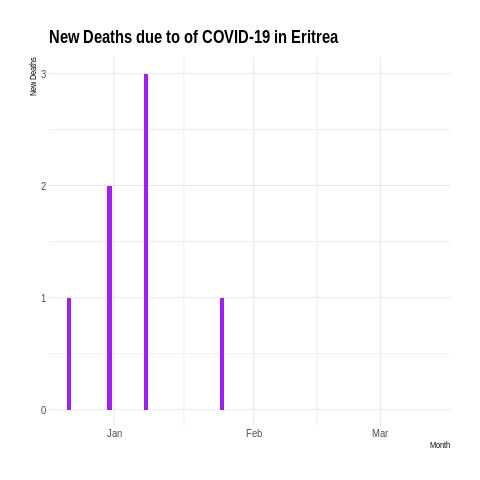 New Deaths due to of COVID-19 in Eritrea
New Deaths
3
2
1
0
Jan Feb Mar
Month